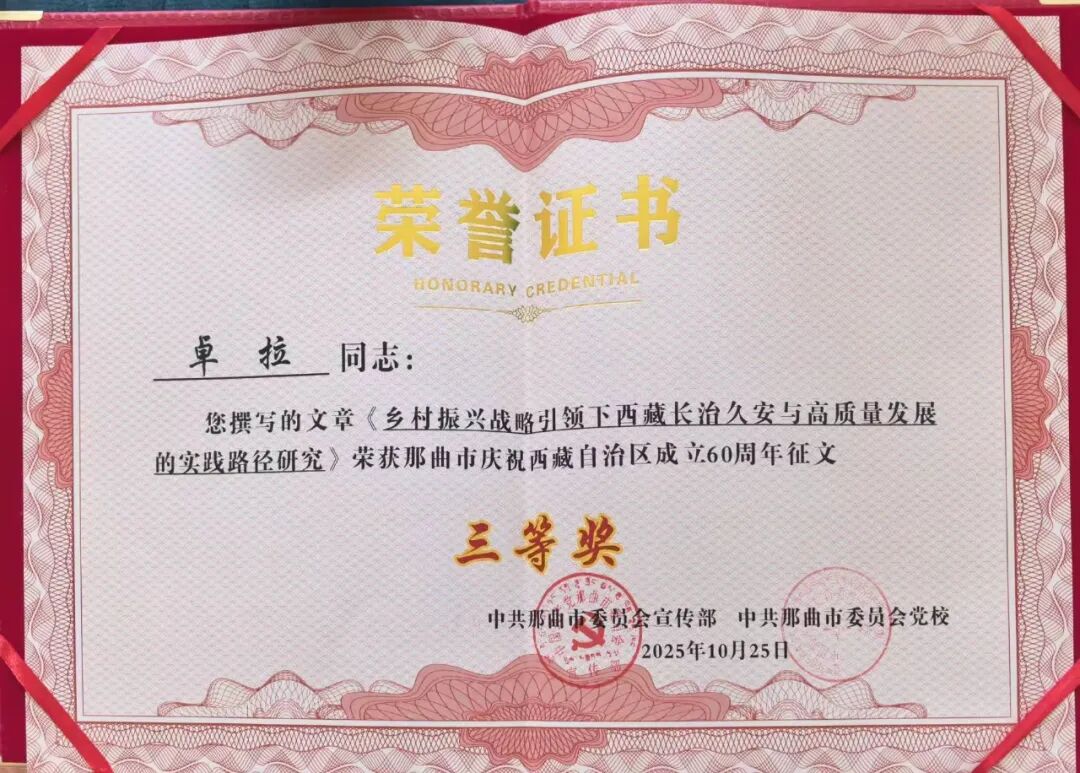 荣誉证书
HONORARY CREDENTIAL
卓拉 同志：
您撰写的文章《乡村振兴战略引领下西藏长治久安与高质量发展
的实践路径研究》荣获那曲市庆祝西藏自治区成立60周年征文
三等奖
中共那曲市委员会宣传部 中共那曲市委员会党校
2025年10月25日